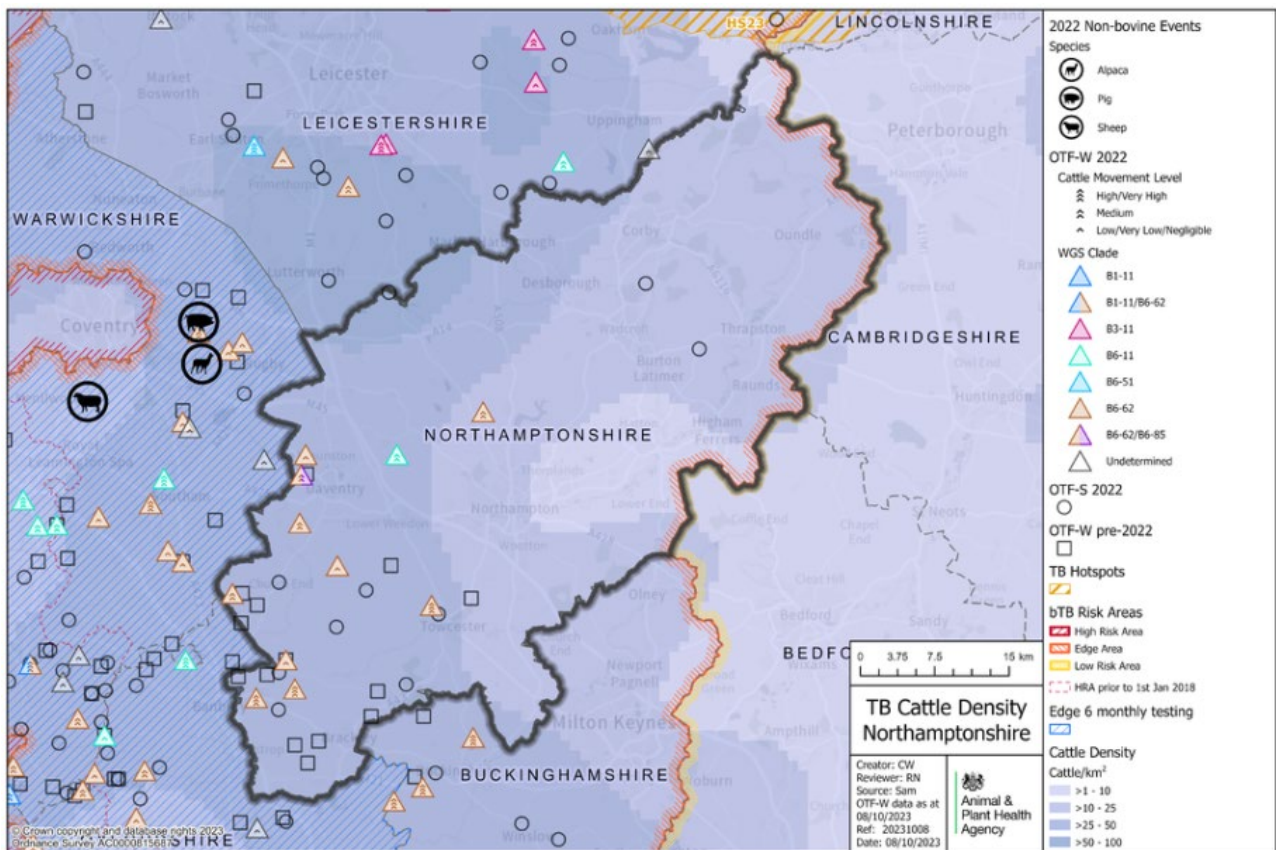 HS23
LINCOLNSHIRE
Oakham
Market
Bosworth
Leicester
LEICESTERSHIRE
Uppingham
Peterborough
WARWICKSHIRE
Lutterworth
Corby
Oundle
Desborough
Coventry
Thrapston
CAMBRIDGESHIRE
Burton
Latimer
Raunds
Huntingdon
Higham
Ferrers
NORTHAMPTONSHIRE
Daventry
Northampton
Lower End
Wootton
St Neots
Olney
Bedford
Sandy
Towcester
Newport
Pagnell
Milton Keynes
Brackley
Ampthill
BUCKINGHAMSHIRE
Winslow
© Crown copyright and database rights 2023
Ordnance Survey AC0000815687
0 3.75 7.5 15 km
TB Cattle Density
Northamptonshire
Creator: CW
Reviewer: RN
Source: Sam
OTF-W data as at
08/10/2023
Ref: 20231008
Date: 08/10/2023
Animal &
Plant Health
Agency
2022 Non-bovine Events
Species
Alpaca
Pig
Sheep
OTF-W 2022
Cattle Movement Level
High/Very High
Medium
Low/Very Low/Negligible
WGS Clade
B1-11
B1-11/B6-62
B3-11
B6-11
B6-51
B6-62
B6-62/B6-85
Undetermined
OTF-S 2022
OTF-W pre-2022
TB Hotspots
bTB Risk Areas
High Risk Area
Edge Area
Low Risk Area
HRA prior to 1st Jan 2018
Edge 6 monthly testing
Cattle Density
Cattle/km²
>1 - 10
>10 - 25
>25 - 50
>50 - 100